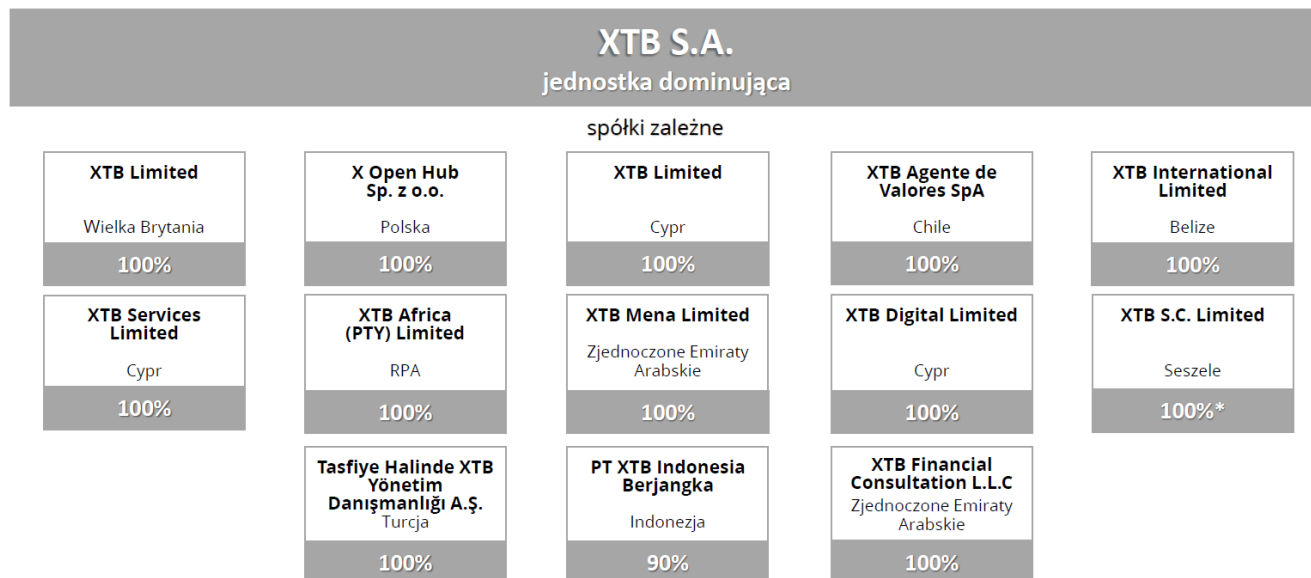 XTB S.A.
jednostka dominująca
spółki zależne
XTB Limited
Wielka Brytania
100%
X Open Hub
Sp. z o.o.
Polska
100%
XTB Limited
Cypr
100%
XTB Agente de
Valores SpA
Chile
100%
XTB International
Limited
Belize
100%
XTB Services
Limited
Cypr
100%
XTB Africa
(PTY) Limited
RPA
100%
XTB Mena Limited
Zjednoczone Emiraty
Arabskie
100%
XTB Digital Limited
Cypr
100%
XTB S.C. Limited
Seszele
100%*
Tasfiye Halinde XTB
Yönetim
Danışmanlığı A.Ş.
Turcja
100%
PT XTB Indonesia
Berjangka
Indonezja
90%
XTB Financial
Consultation L.L.C
Zjednoczone Emiraty
Arabskie
100%